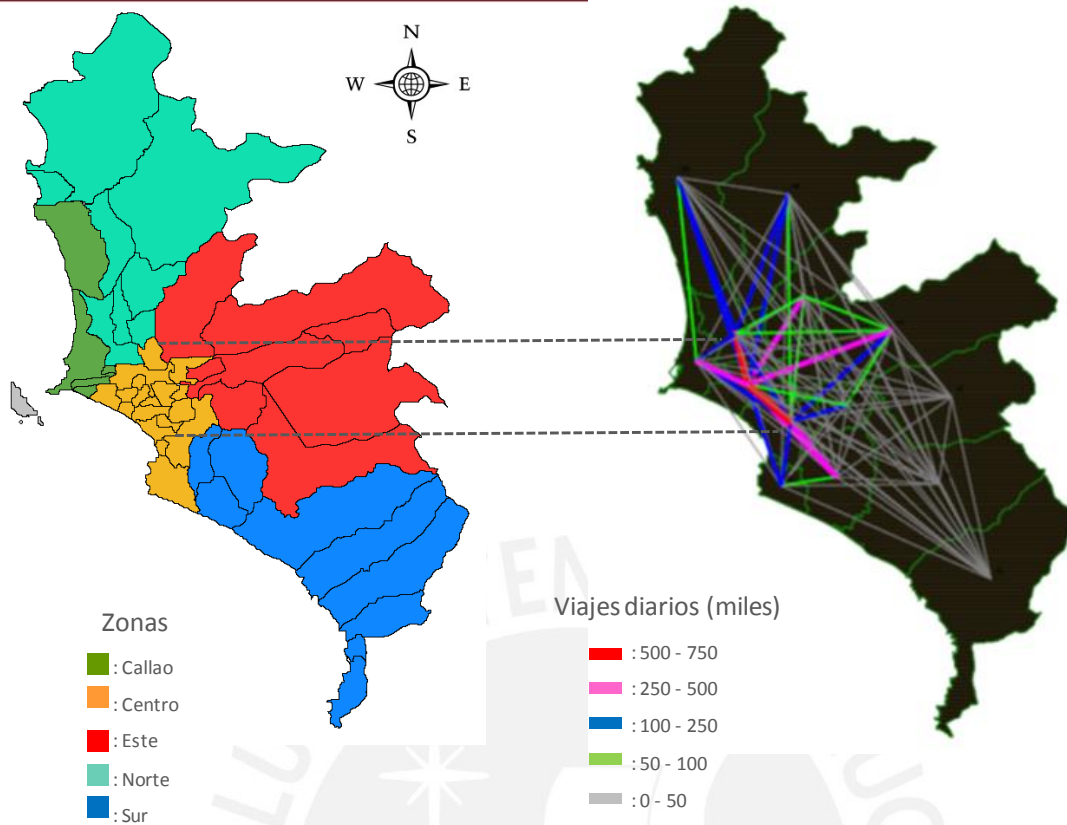 N
W E
S
Zonas
: Callao
: Centro
: Este
: Norte
: Sur
Viajes diarios (miles)
: 500 - 750
: 250 - 500
: 100 - 250
: 50 - 100
: 0 - 50